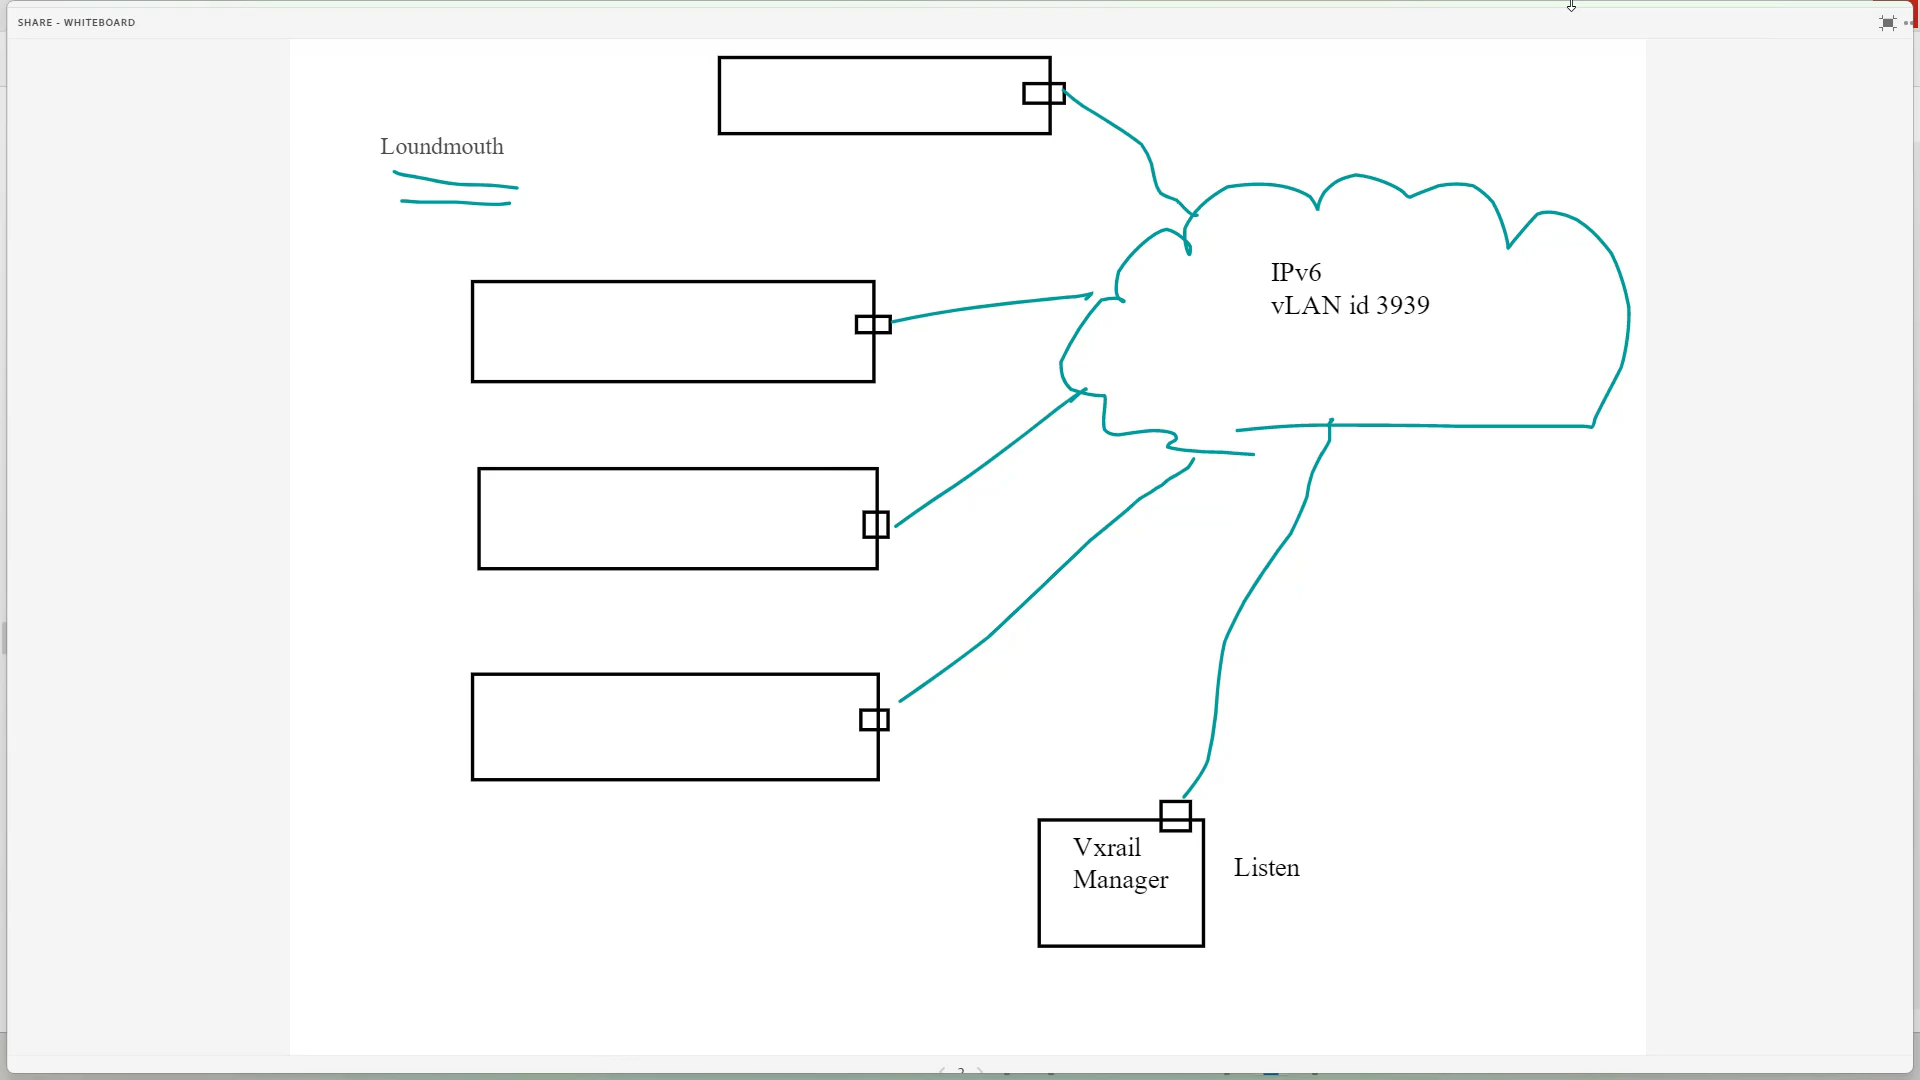 SHARE - WHITEBOARD
Loundmouth
IPv6
vLAN id 3939
Vxrail
Manager
Listen